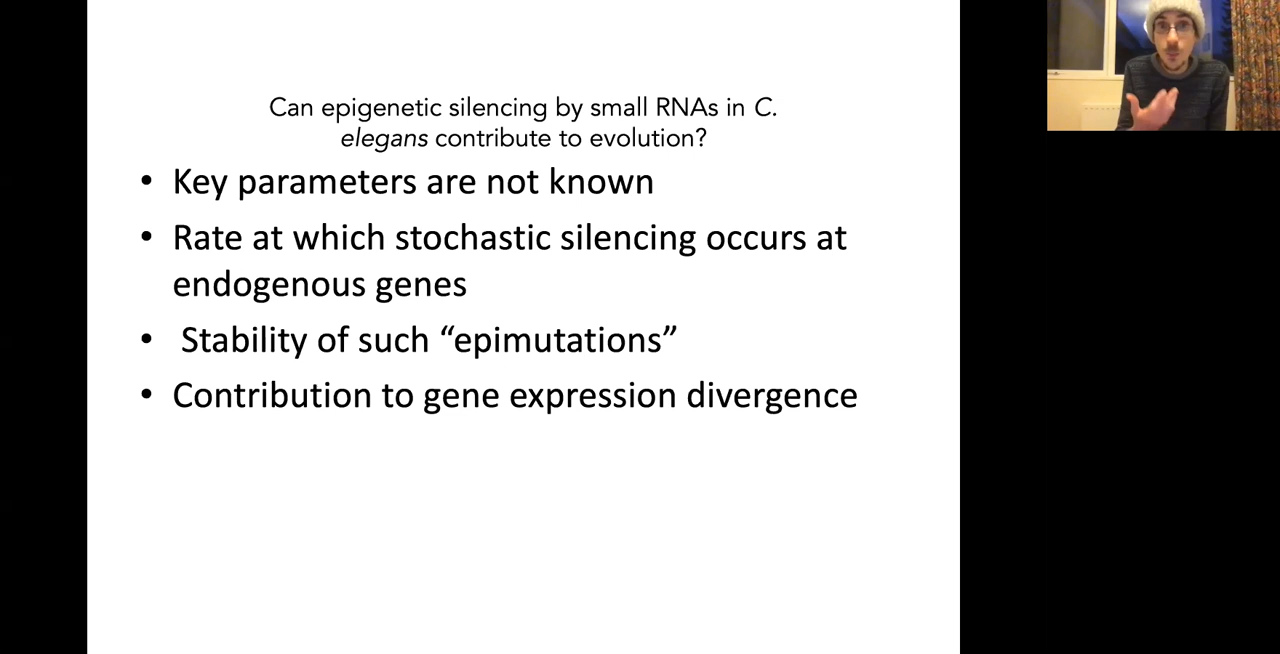 Can epigenetic silencing by small RNAs in C.
elegans contribute to evolution?
• Key parameters are not known
• Rate at which stochastic silencing occurs at
endogenous genes
• Stability of such “epimutations”
• Contribution to gene expression divergence